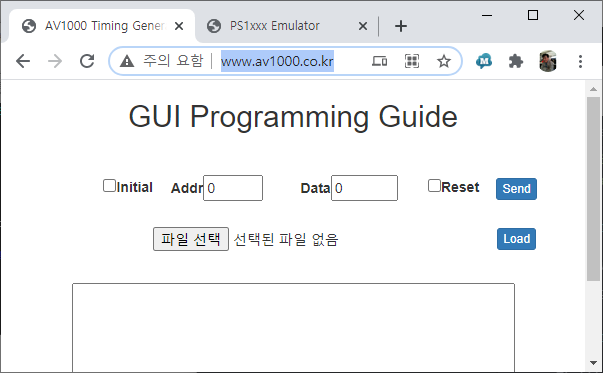 AV1000 Timing Gener
PS1xxx Emulator
주의 요함 www.av1000.co.kr
GUI Programming Guide
Initial Addr 0 Data 0 Reset Send
파일 선택 선택된 파일 없음 Load